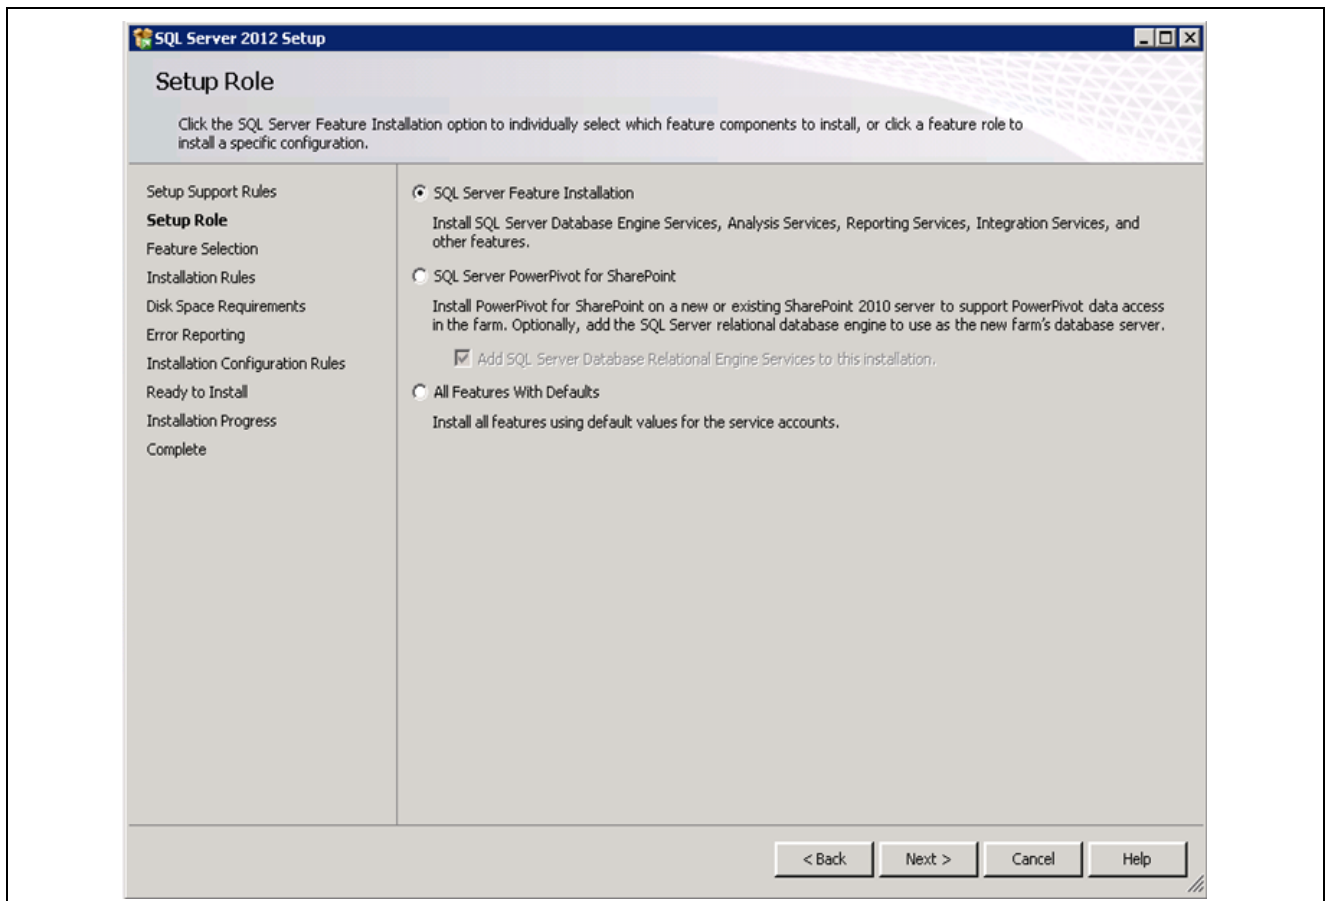 SQL Server 2012 Setup
Setup Role
Click the SQL Server Feature Installation option to individually select which feature components to install, or click a feature role to
install a specific configuration.
Setup Support Rules
Setup Role
Feature Selection
Installation Rules
Disk Space Requirements
Error Reporting
Installation Configuration Rules
Ready to Install
Installation Progress
Complete
SQL Server Feature Installation
Install SQL Server Database Engine Services, Analysis Services, Reporting Services, Integration Services, and
other features.
SQL Server PowerPivot for SharePoint
Install PowerPivot for SharePoint on a new or existing SharePoint 2010 server to support PowerPivot data access
in the farm. Optionally, add the SQL Server relational database engine to use as the new farm's database server.
Add SQL Server Database Relational Engine Services to this installation.
All Features With Defaults
Install all features using default values for the service accounts.
< Back
Next >
Cancel
Help